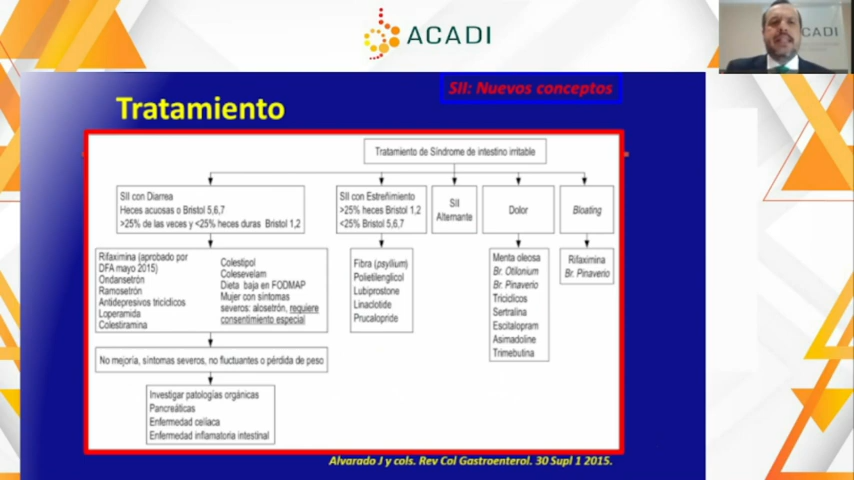 ACADI
CADI
SII: Nuevos conceptos
Tratamiento
Tratamiento de Síndrome de intestino irritable
SII con Diarrea
Heces acuosas o Bristol 5,6,7
>25% de las veces y <25% heces duras Bristol 1,2
SII con Estreñimiento
>25% heces Bristol 1,2
<25% Bristol 5,6,7
SII
Alternante
Dolor
Bloating
Rifaximina (aprobado por
DFA mayo 2015)
Ondansetrón
Ramosetrón
Antidepresivos tricíclicos
Loperamida
Colestiramina
Colestipol
Colesevelam
Dieta baja en FODMAP
Mujer con síntomas
severos: alosetrón, requiere
consentimiento especial
Fibra (psyllium)
Polietilenglicol
Lubiprostone
Linaclotide
Prucalopride
Menta oleosa
Br. Otilonium
Br. Pinaverio
Tricíclicos
Sertralina
Escitalopram
Asimadoline
Trimebutina
Rifaximina
Br. Pinaverio
No mejoría, síntomas severos, no fluctuantes o pérdida de peso
Investigar patologías orgánicas
Pancreáticas
Enfermedad celíaca
Enfermedad inflamatoria intestinal
Alvarado J y cols. Rev Col Gastroenterol. 30 Supl 1 2015.